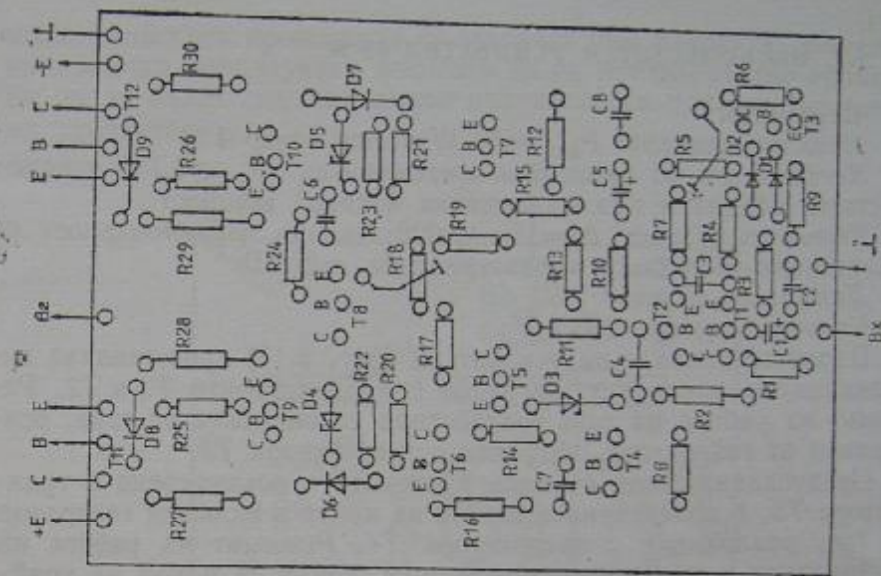 -E
C
B
E
T12
D9
R30
R26
R29
E
B
C
T10
R24
C6
D7
D5
R23
R21
E
B
C
T7
R12
C8
C5
R15
R19
R18
E
B
C
T8
R13
R10
R6
R5
D2
D1
C
B
E
T3
R9
R7
R4
C3
R3
C2
T2
E
B
C
T1
E
B
C
C1
R1
Вх
R28
R17
R11
C4
E
B
C
T11
D8
+E
R25
R27
E
B
C
T9
D4
R22
R20
D6
C
B
E
T6
C
B
E
T5
D3
R14
R16
C7
E
B
C
T4
R2
R8